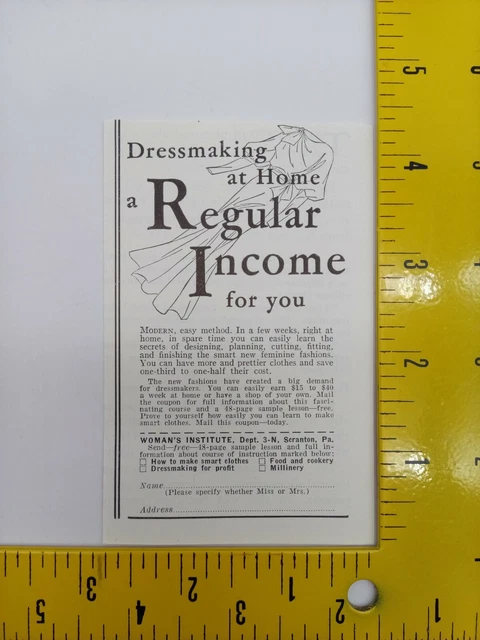 Dressmaking
at Home
a Regular
Income
for you
MODERN, easy method. In a few weeks, right at
home, in spare time you can easily learn the
secrets of designing, planning, cutting, fitting,
and finishing the smart new feminine fashions.
You can have more and prettier clothes and save
one-third to one-half their cost.
The new fashions have created a big demand
for dressmakers. You can easily earn $15 to $40
a week at home or have a shop of your own. Mail
the coupon for full information about this fasci-
nating course and a 48-page sample lesson—free.
Prove to yourself how easily you can learn to make
smart clothes. Mail this coupon—today.
WOMAN'S INSTITUTE, Dept. 3-N, Scranton, Pa.
Send—free—48-page sample lesson and full in-
formation about course of instruction marked below:
How to make smart clothes Food and cookery
Dressmaking for profit Millinery
Name
(Please specify whether Miss or Mrs.)
Address
5
4
3
2
1
5 4 3 2 1 2 1